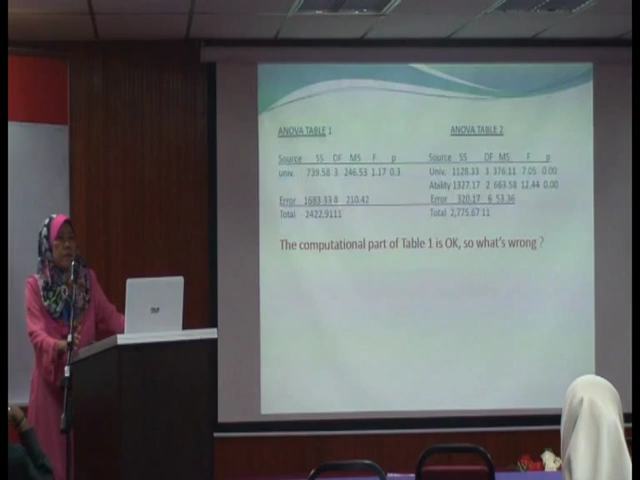 ANOVA TABLE 1
Source SS DF MS F p
univ. 739.58 3 246.53 1.17 0.3
Error 1683.33 8 210.42
Total 2422.91 11
ANOVA TABLE 2
Source SS DF MS F p
Univ. 1128.33 3 376.11 7.05 0.00
Ability 1327.17 2 663.58 12.44 0.00
Error 320.17 6 53.36
Total 2,775.67 11
The computational part of Table 1 is OK, so what's wrong ?